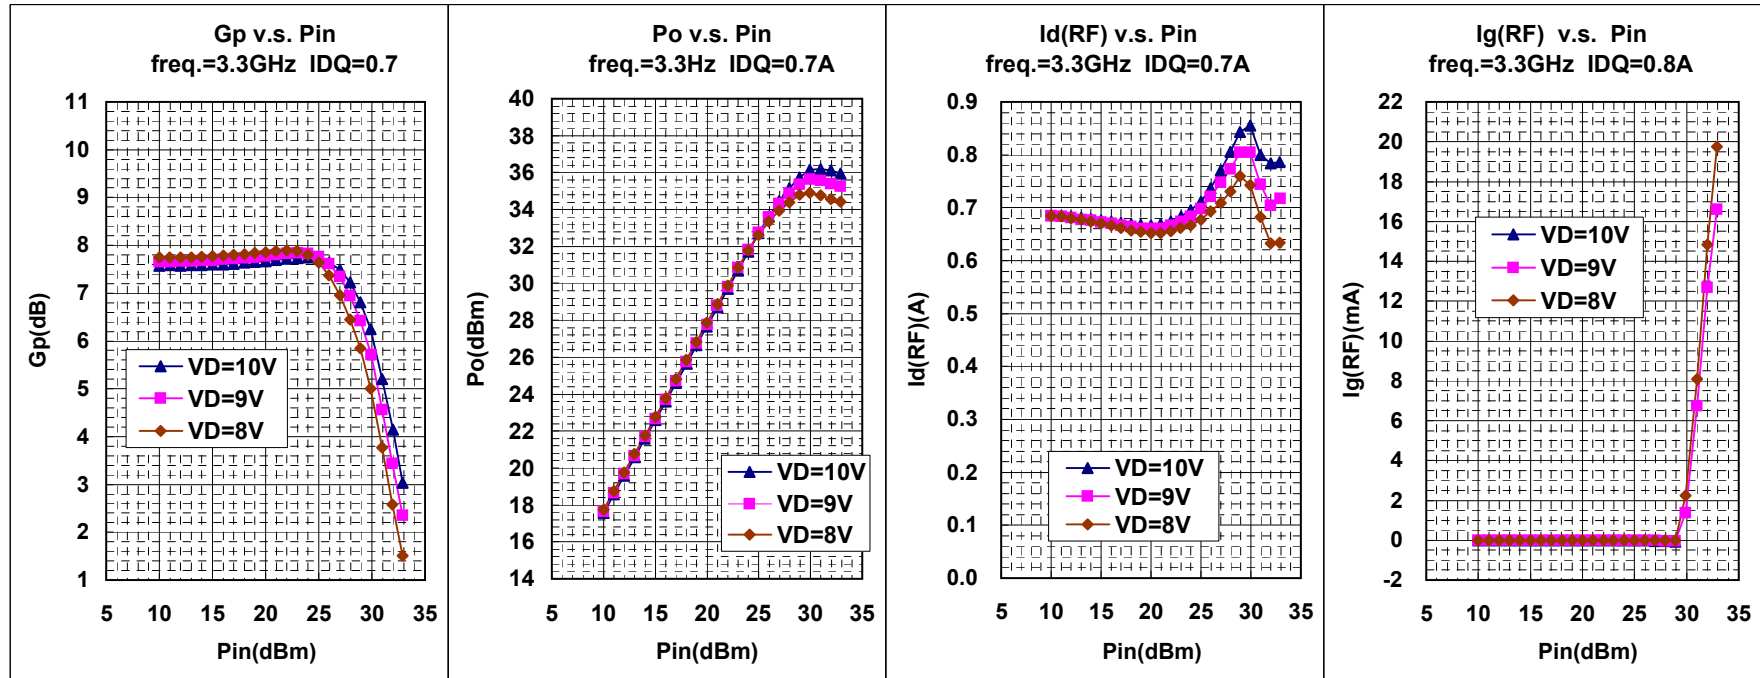 Gp v.s. Pin
freq.=3.3GHz IDQ=0.7
11
10
9
8
7
6
5
4
3
2
1
Gp(dB)
VD=10V
VD=9V
VD=8V
5 10 15 20 25 30 35
Pin(dBm)
Po v.s. Pin
freq.=3.3Hz IDQ=0.7A
40
38
36
34
32
30
28
26
24
22
20
18
16
14
Po(dBm)
VD=10V
VD=9V
VD=8V
5 10 15 20 25 30 35
Pin(dBm)
Id(RF) v.s. Pin
freq.=3.3GHz IDQ=0.7A
0.9
0.8
0.7
0.6
0.5
0.4
0.3
0.2
0.1
0.0
Id(RF)(A)
VD=10V
VD=9V
VD=8V
5 10 15 20 25 30 35
Pin(dBm)
Ig(RF) v.s. Pin
freq.=3.3GHz IDQ=0.8A
22
20
18
16
14
12
10
8
6
4
2
0
-2
Ig(RF)(mA)
VD=10V
VD=9V
VD=8V
5 10 15 20 25 30 35
Pin(dBm)